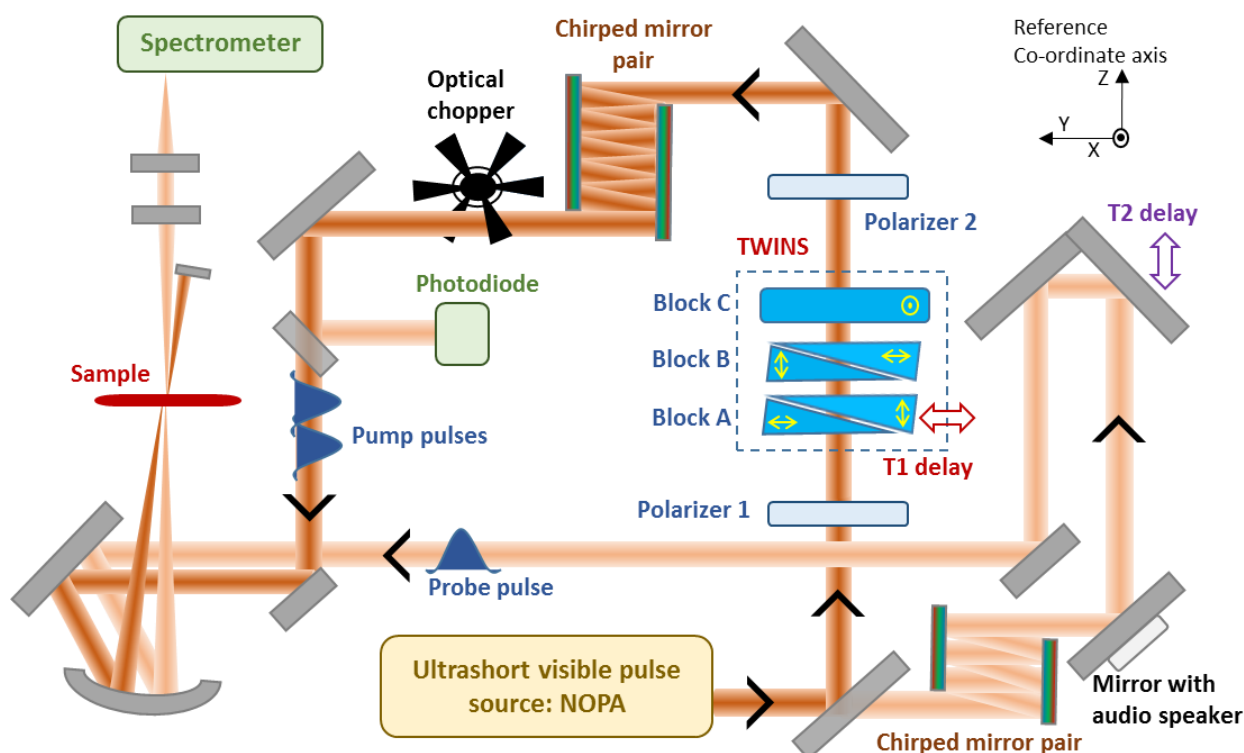 Spectrometer
Chirped mirror
pair
Optical
chopper
Reference
Co-ordinate axis
Z
Y
X
Polarizer 2
T2 delay
TWINS
Photodiode
Block C
Block B
Sample
Block A
Pump pulses
T1 delay
Polarizer 1
Probe pulse
Ultrashort visible pulse
source: NOPA
Mirror with
audio speaker
Chirped mirror pair